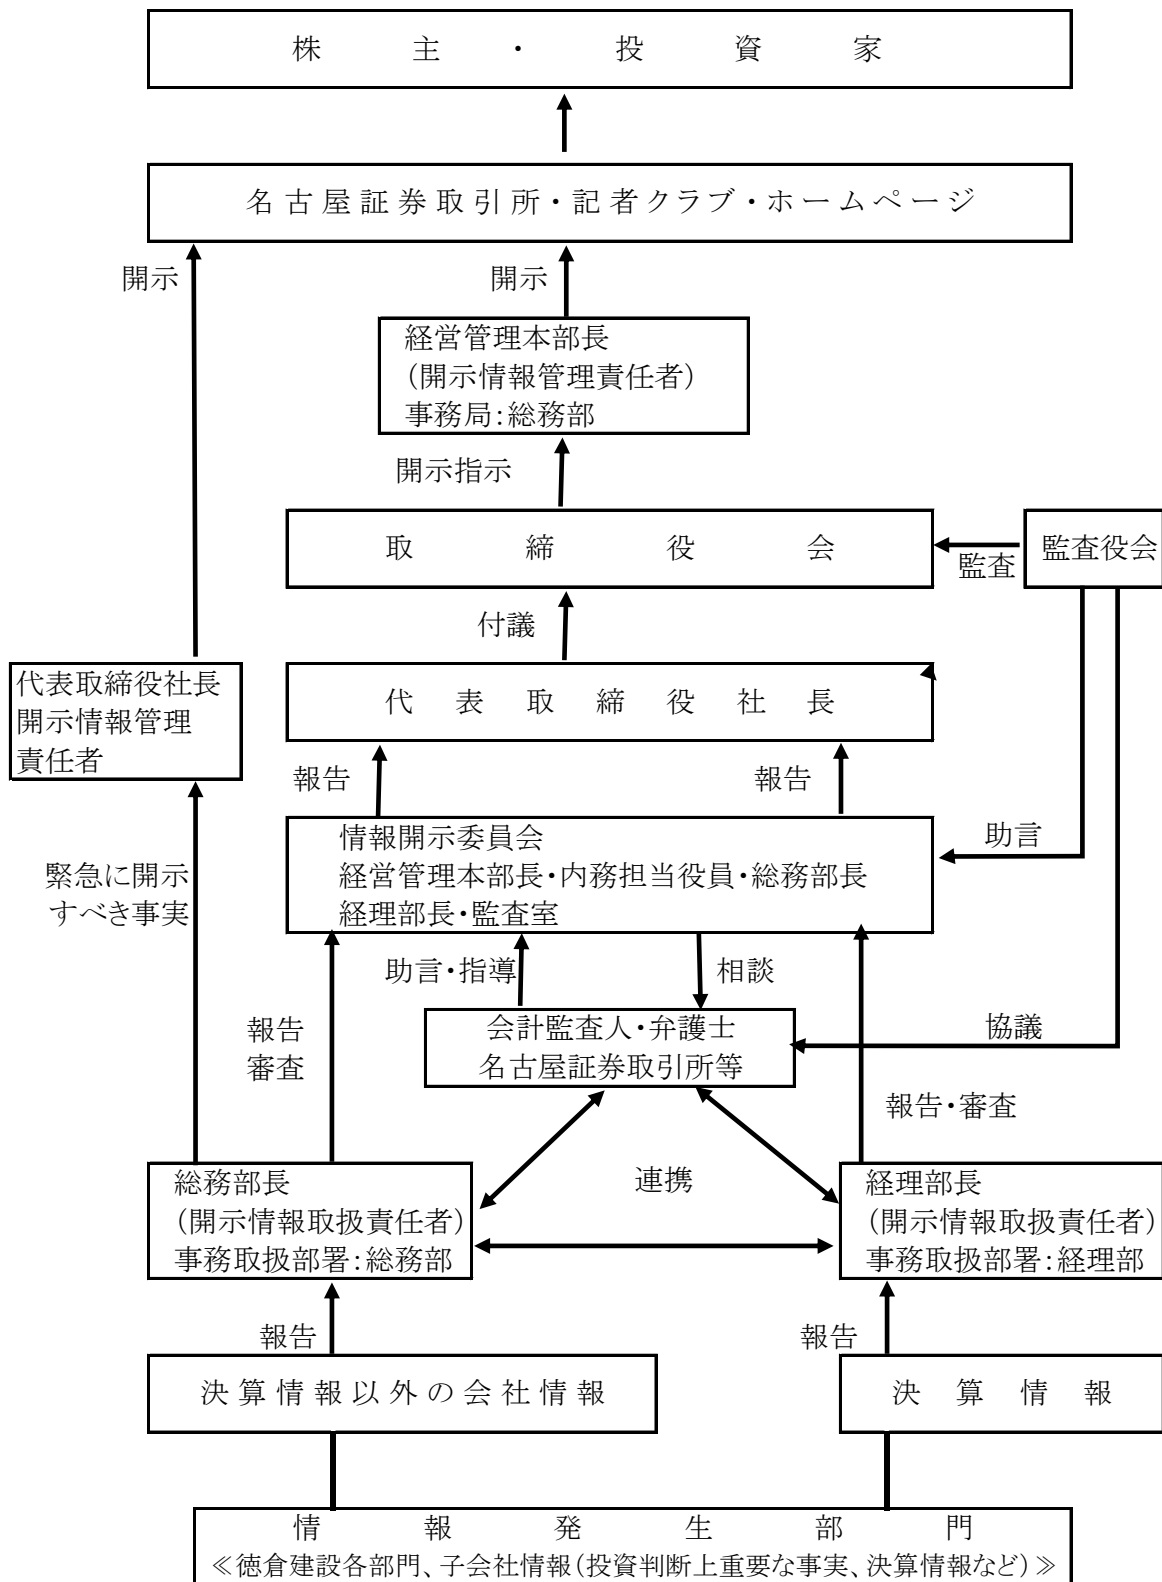 株主・投資家
名古屋証券取引所・記者クラブ・ホームページ
開示
開示
経営管理本部長
(開示情報管理責任者)
事務局:総務部
開示指示
取締役会
監査役会
監査
付議
代表取締役社長
開示情報管理
責任者
代表取締役社長
報告
報告
情報開示委員会
経営管理本部長・内務担当役員・総務部長
経理部長・監査室
助言
緊急に開示
すべき事実
助言・指導
相談
会計監査人・弁護士
名古屋証券取引所等
協議
報告
審査
報告・審査
連携
総務部長
(開示情報取扱責任者)
事務取扱部署:総務部
経理部長
(開示情報取扱責任者)
事務取扱部署:経理部
報告
報告
決算情報以外の会社情報
決算情報
情報発生部門
≪徳倉建設各部門、子会社情報(投資判断上重要な事実、決算情報など)≫